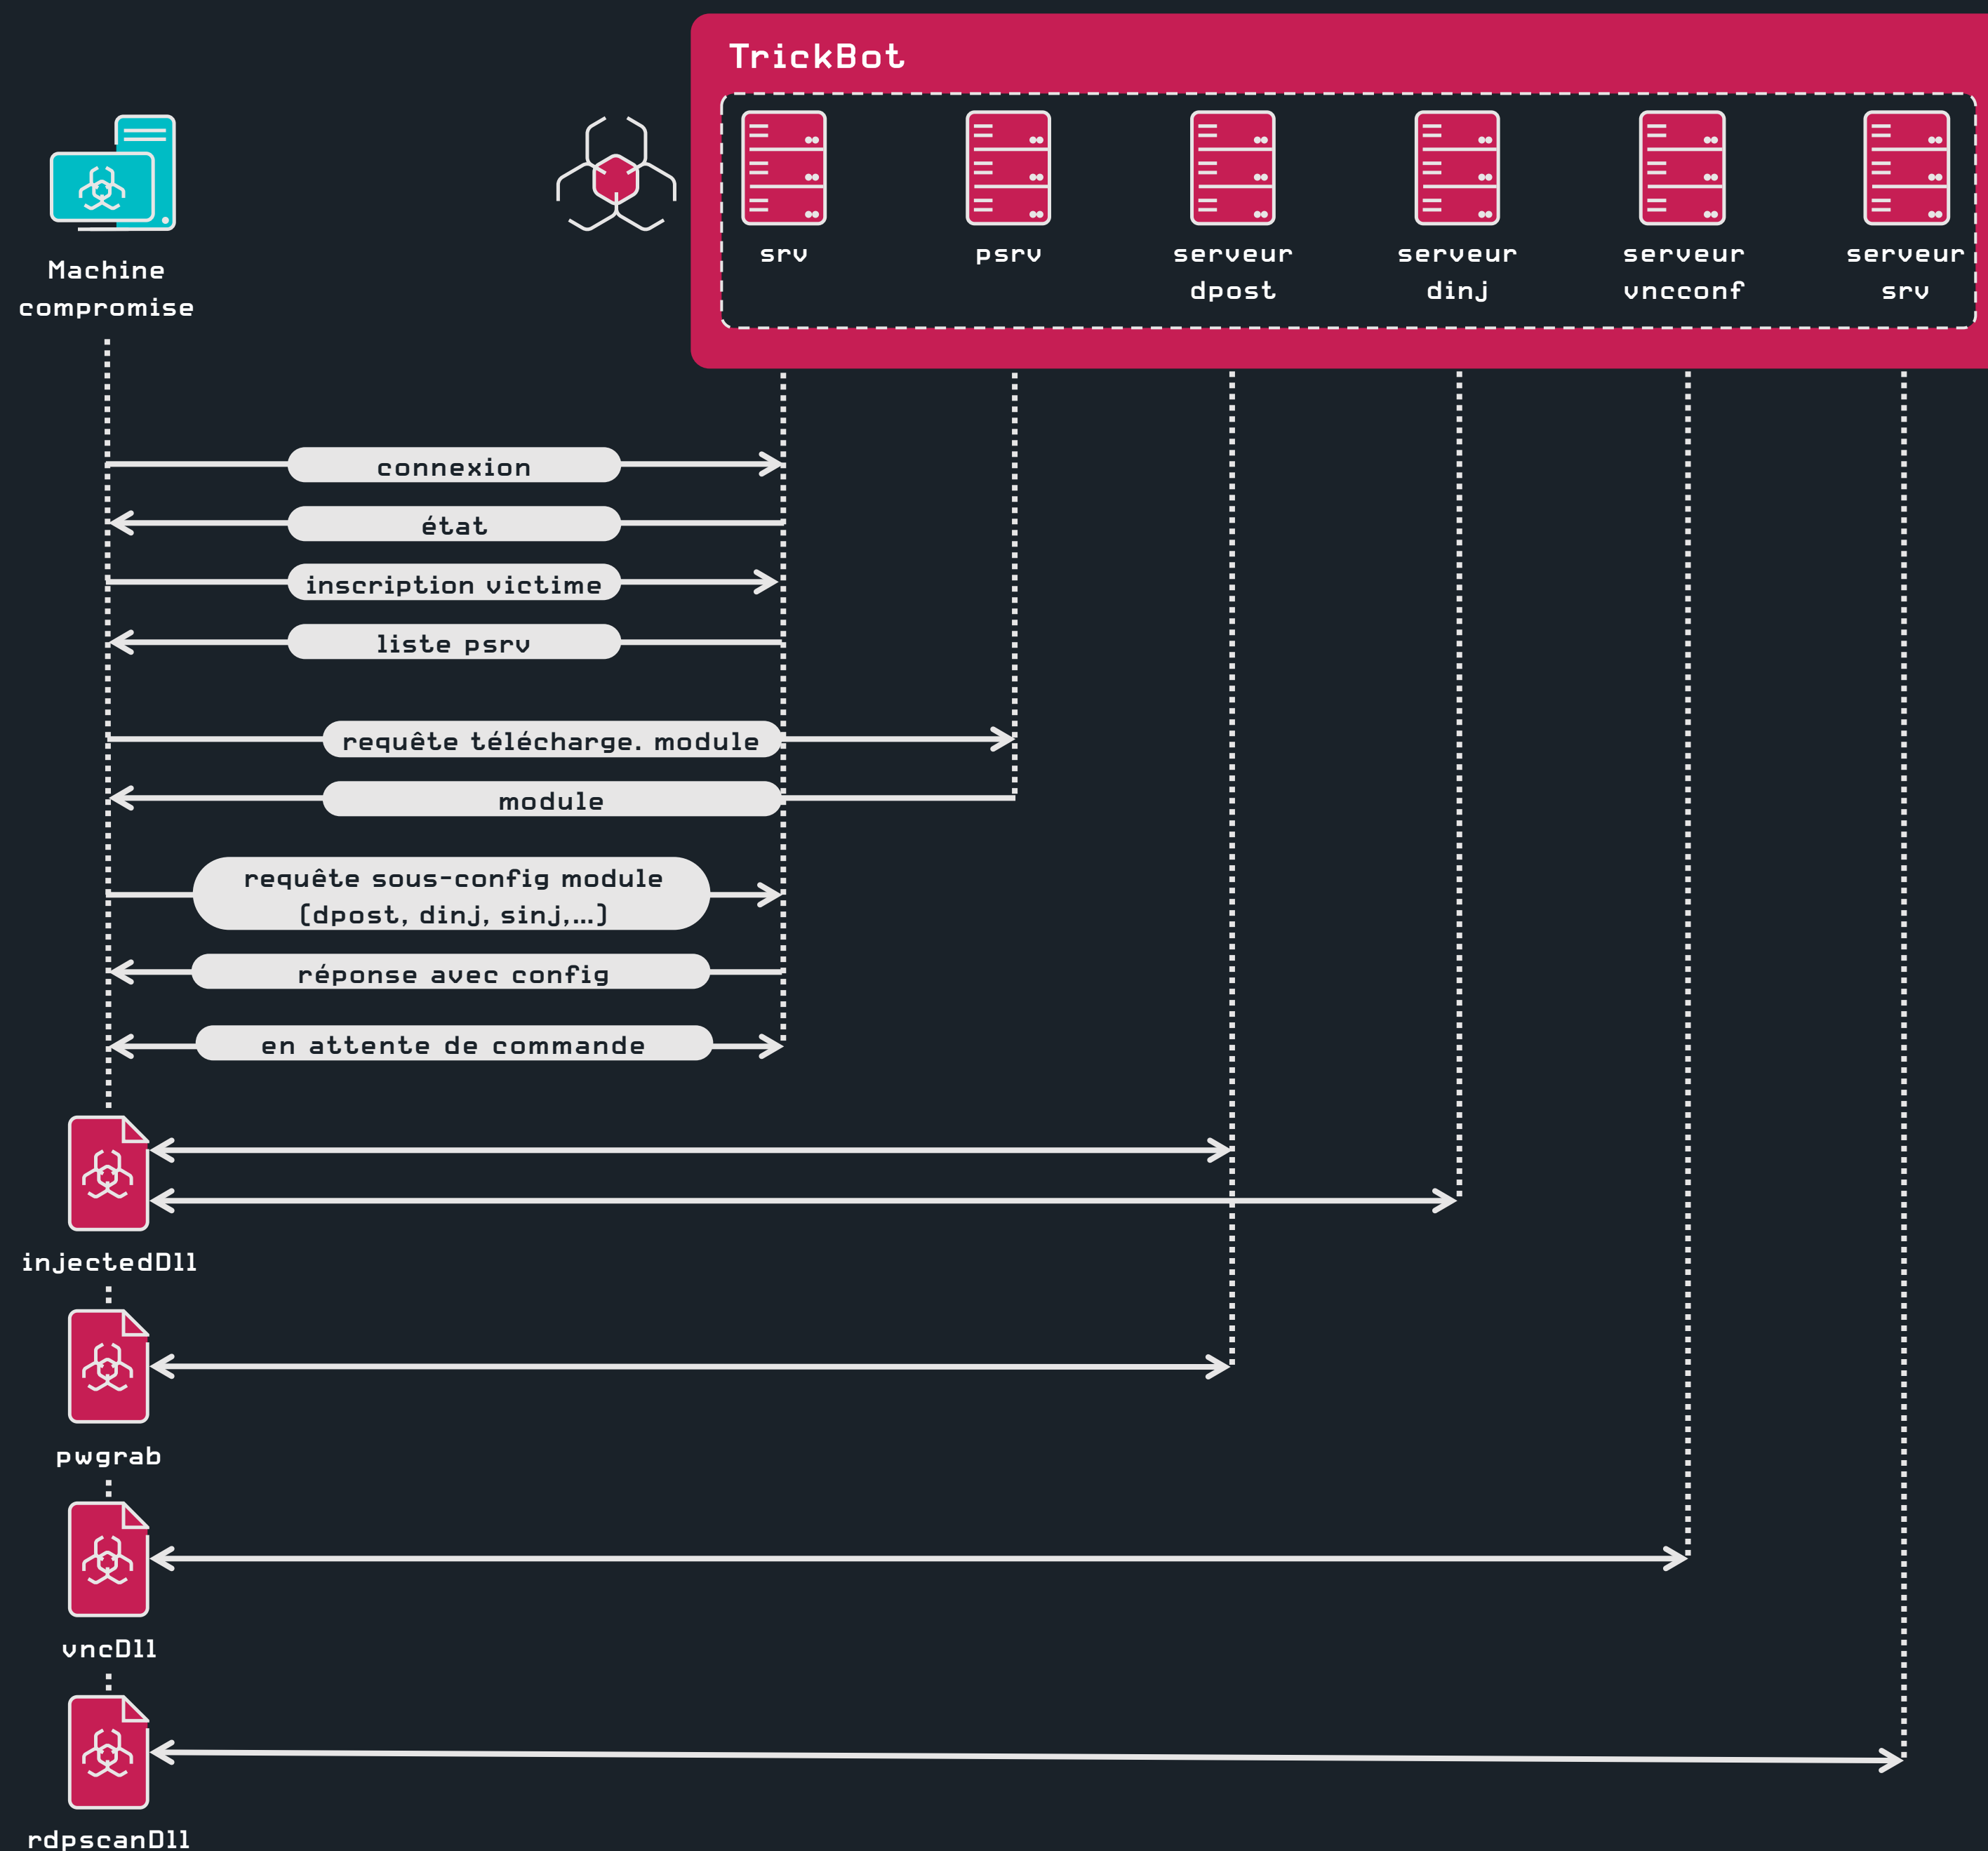 TrickBot
srv
psrv
serveur
dpost
serveur
dinj
serveur
vncconf
serveur
srv
Machine
compromise
connexion
état
inscription victime
liste psrv
requête télécharge. module
module
requête sous-config module
(dpost, dinj, sinj,...)
réponse avec config
en attente de commande
injectedDll
pwgrab
vncDll
rdpscanDll